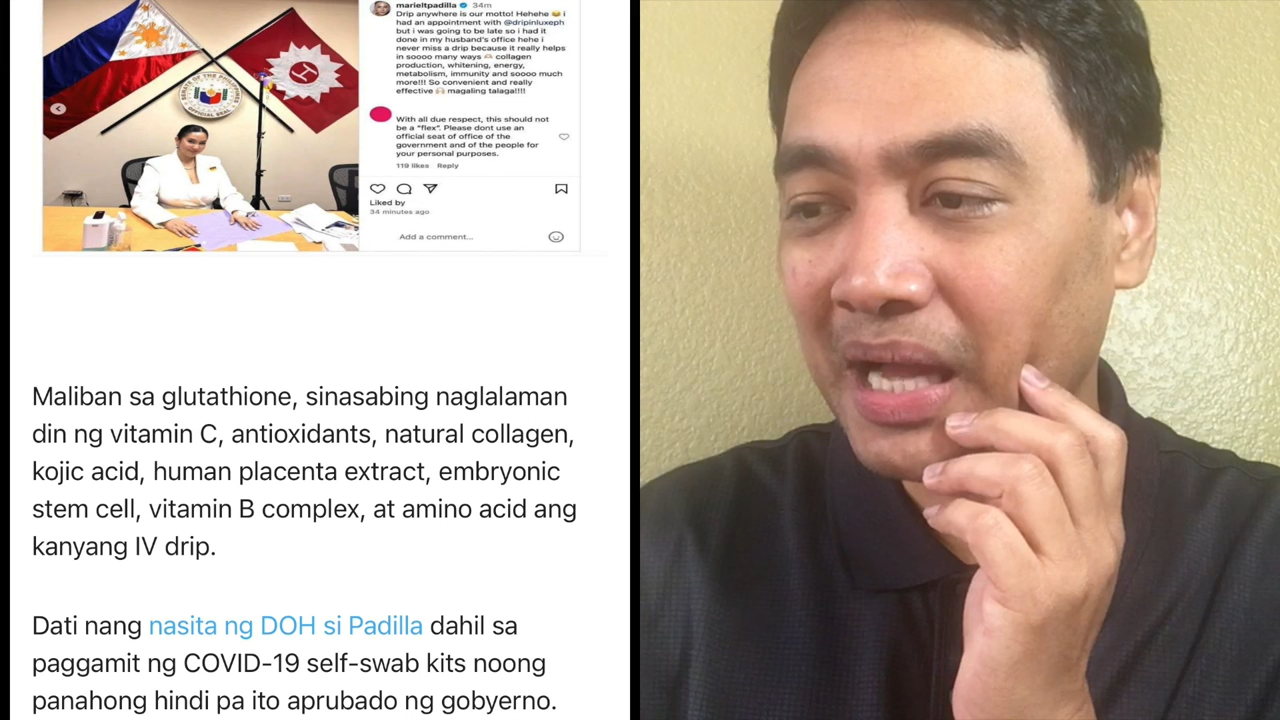 marieltpadilla 34m
Drip anywhere is our motto! Hehehe 😂 i
had an appointment with @dripinluxeph
but i was going to be late so i had it
done in my husband's office hehe i
never miss a drip because it really helps
in soooo many ways 🙌🏻 collagen
production, whitening, energy,
metabolism, immunity and soooo much
more!!! So convenient and really
effective 🙌🏻 magaling talaga!!!!
With all due respect, this should not
be a "flex". Please dont use an
official seat of office of the
government and of the people for
your personal purposes.
119 likes Reply
Liked by
34 minutes ago
Add a comment...
Maliban sa glutathione, sinasabing naglalaman
din ng vitamin C, antioxidants, natural collagen,
kojic acid, human placenta extract, embryonic
stem cell, vitamin B complex, at amino acid ang
kanyang IV drip.
Dati nang nasita ng DOH si Padilla dahil sa
paggamit ng COVID-19 self-swab kits noong
panahong hindi pa ito aprubado ng gobyerno.